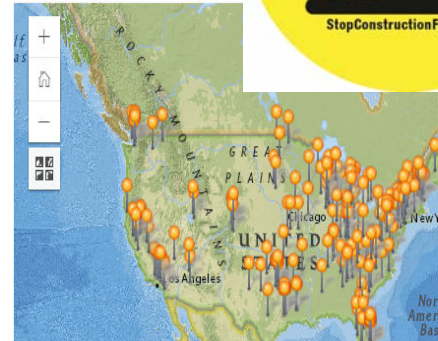 StopConstructionF
ROCKY MOUNTAINS
GREAT
PLAINS
Chicago
New Y
UNITED
STATES
Los Angeles
Nor
Amer
Bas